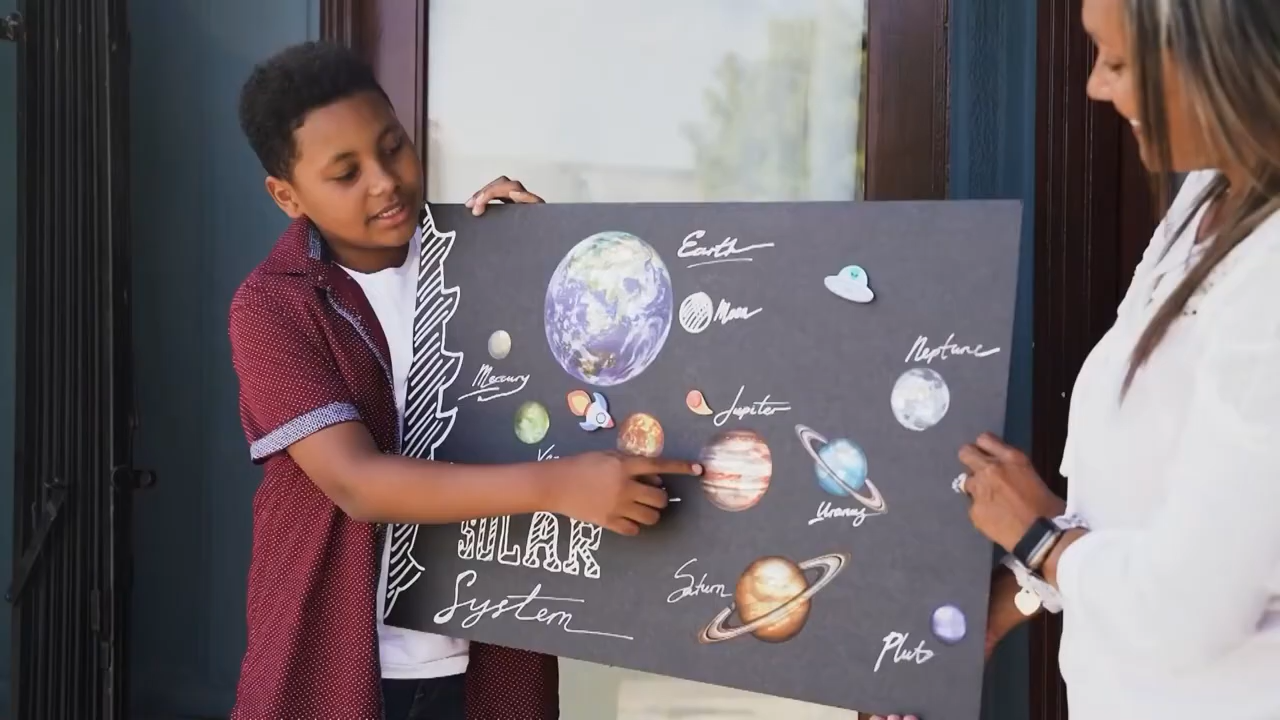 Earth
Moon
Neptune
Mercury
Jupiter
Uranus
SOLAR
System
Saturn
Pluto